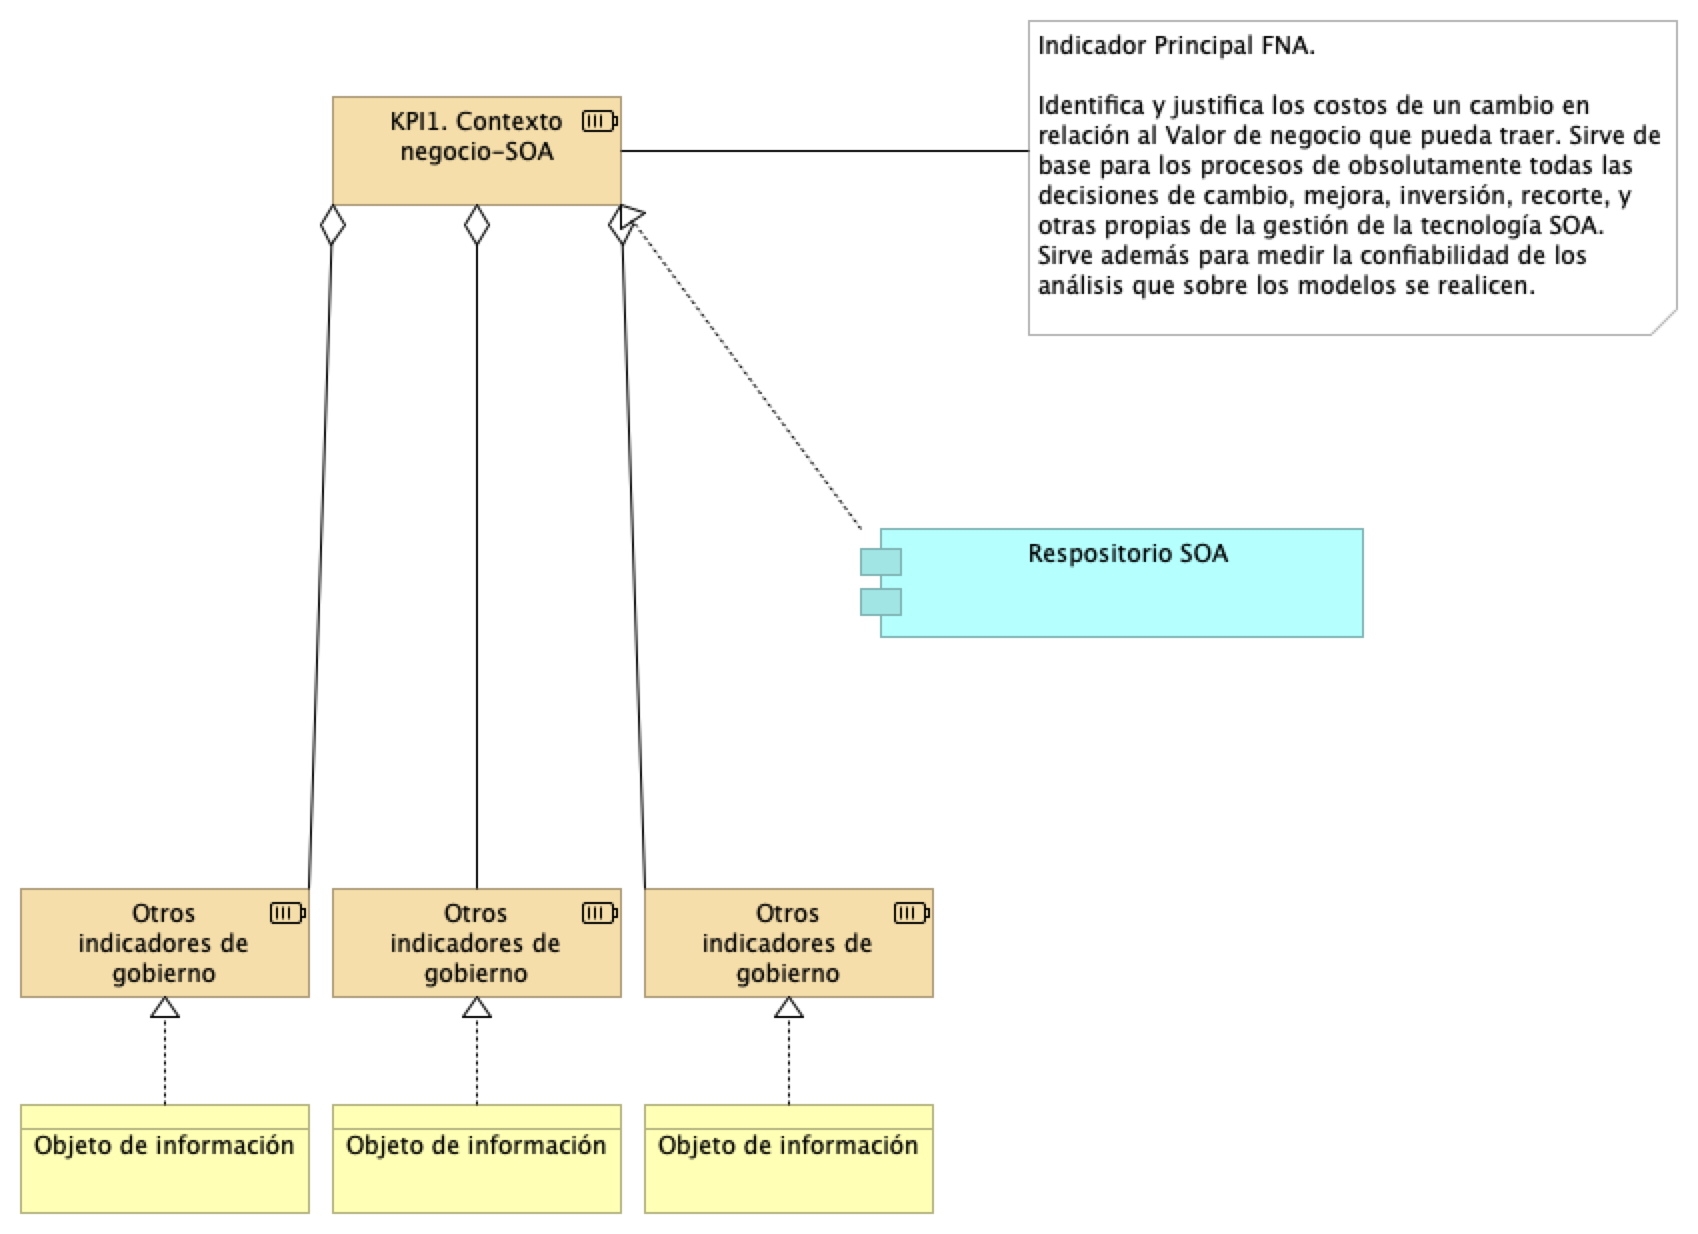 Indicador Principal FNA.
Identifica y justifica los costos de un cambio en
relación al Valor de negocio que pueda traer. Sirve de
base para los procesos de obsolutamente todas las
decisiones de cambio, mejora, inversión, recorte, y
otras propias de la gestión de la tecnología SOA.
Sirve además para medir la confiabilidad de los
análisis que sobre los modelos se realicen.
KPI1. Contexto
negocio-SOA
Respositorio SOA
Otros
indicadores de
gobierno
Otros
indicadores de
gobierno
Otros
indicadores de
gobierno
Objeto de información
Objeto de información
Objeto de información